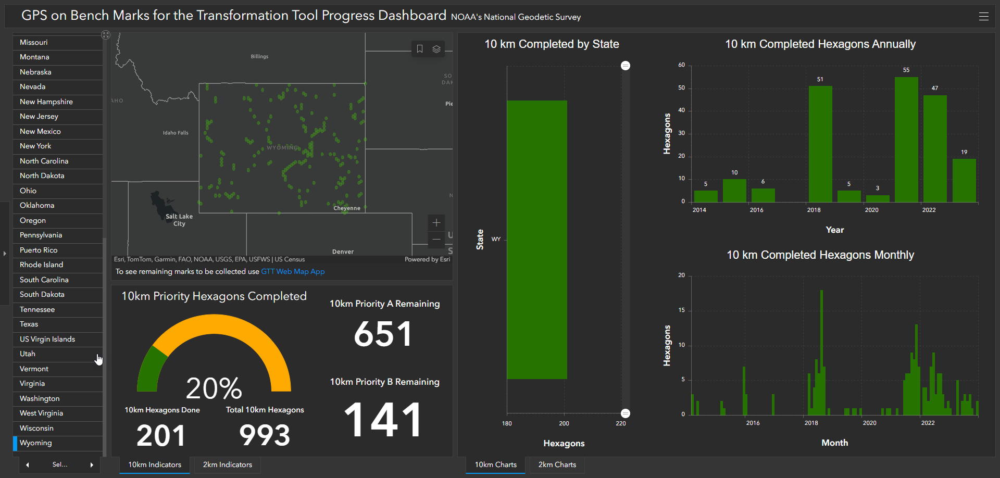 GPS on Bench Marks for the Transformation Tool Progress Dashboard NOAA's National Geodetic Survey
Missouri
Montana
Nebraska
Nevada
New Hampshire
New Jersey
New Mexico
New York
North Carolina
North Dakota
Ohio
Oklahoma
Oregon
Pennsylvania
Puerto Rico
Rhode Island
South Carolina
South Dakota
Tennessee
Texas
US Virgin Islands
Utah
Vermont
Virginia
Washington
West Virginia
Wisconsin
Wyoming
Sel...
Billings
SO
DAK
AHO
Pie
Idaho Falls
WYOMING
N
Cheyenne
Salt Lake
City
U
S
Denver
Esri, TomTom, Garmin, FAO, NOAA, USGS, EPA, USFWS | US Census
Powered by Esri
To see remaining marks to be collected use GTT Web Map App
10km Priority Hexagons Completed
20%
10km Hexagons Done
201
Total 10km Hexagons
993
10km Priority A Remaining
651
10km Priority B Remaining
141
10km Indicators
2km Indicators
10 km Completed by State
State
WY
180
200
220
Hexagons
10 km Completed Hexagons Annually
Hexagons
60
50
40
30
20
10
0
5
10
6
51
5
3
55
47
19
2014
2016
2018
2020
2022
Year
10 km Completed Hexagons Monthly
Hexagons
20
15
10
5
0
2016
2018
2020
2022
Month
10km Charts
2km Charts